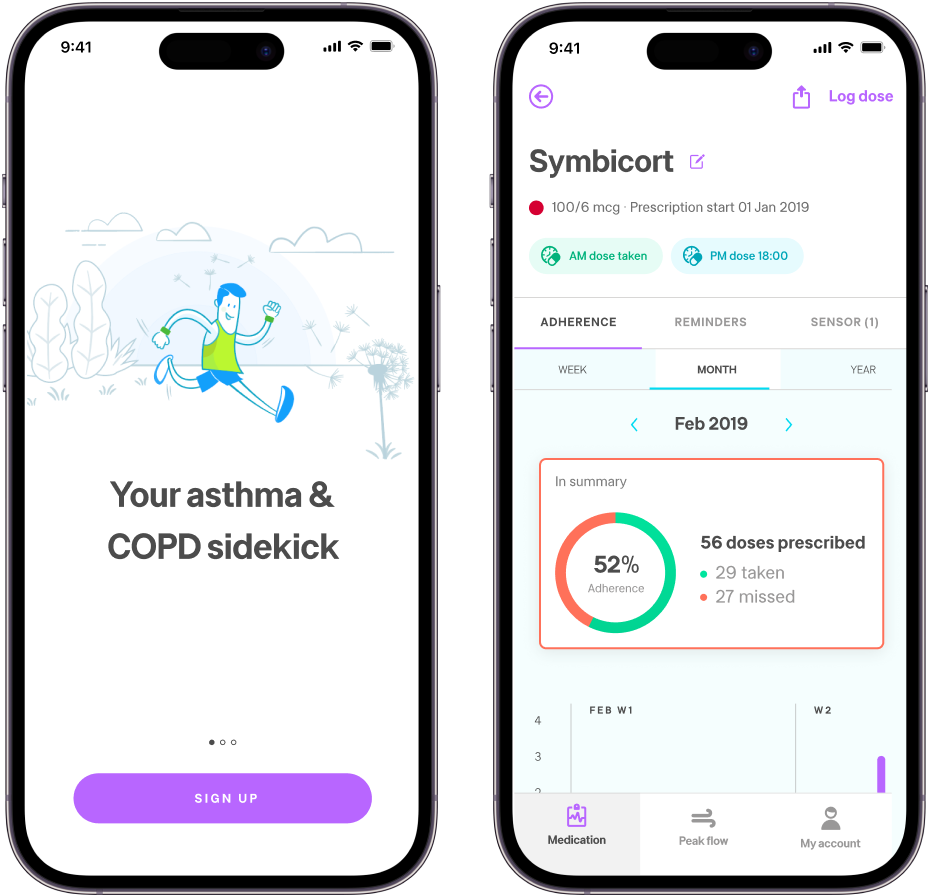 9:41
Your asthma &
COPD sidekick
SIGN UP
9:41
Log dose
Symbicort
100/6 mcg · Prescription start 01 Jan 2019
AM dose taken
PM dose 18:00
ADHERENCE
REMINDERS
SENSOR (1)
WEEK
MONTH
YEAR
Feb 2019
In summary
52%
Adherence
56 doses prescribed
29 taken
27 missed
FEB W1
W2
4
3
2
Medication
Peak flow
My account